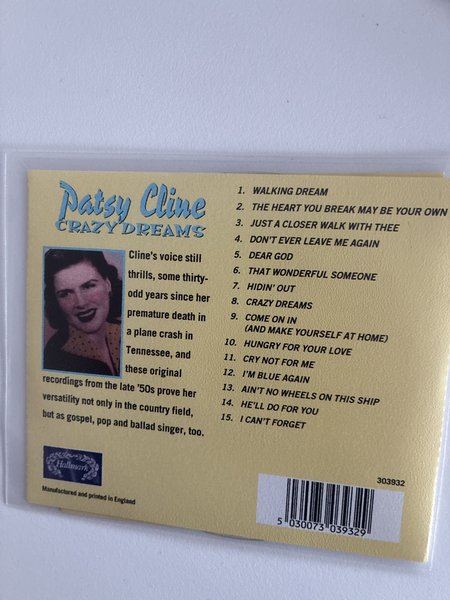 Patsy Cline
CRAZY DREAMS
Cline's voice still
thrills, some thirty-
odd years since her
premature death in
a plane crash in
Tennessee, and
these original
recordings from the late '50s prove her
versatility not only in the country field,
but as gospel, pop and ballad singer, too.
Hallmark
Manufactured and printed in England
1. WALKING DREAM
2. THE HEART YOU BREAK MAY BE YOUR OWN
3. JUST A CLOSER WALK WITH THEE
4. DON'T EVER LEAVE ME AGAIN
5. DEAR GOD
6. THAT WONDERFUL SOMEONE
7. HIDIN' OUT
8. CRAZY DREAMS
9. COME ON IN
(AND MAKE YOURSELF AT HOME)
10. HUNGRY FOR YOUR LOVE
11. CRY NOT FOR ME
12. I'M BLUE AGAIN
13. AIN'T NO WHEELS ON THIS SHIP
14. HE'LL DO FOR YOU
15. I CAN'T FORGET
303932
5 030073 039329